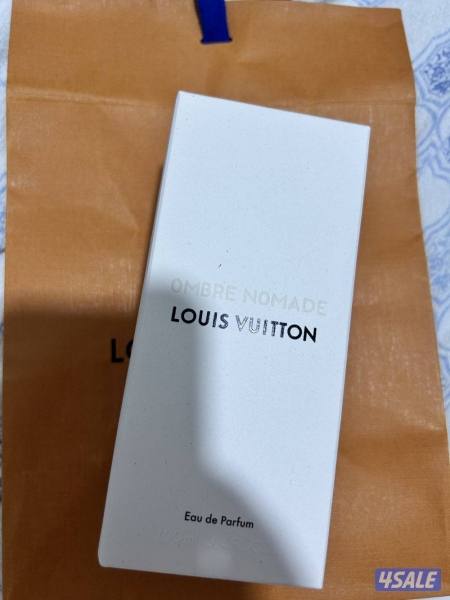 OMBRE NOMADE
LOUIS VUITTON
Eau de Parfum
4SALE